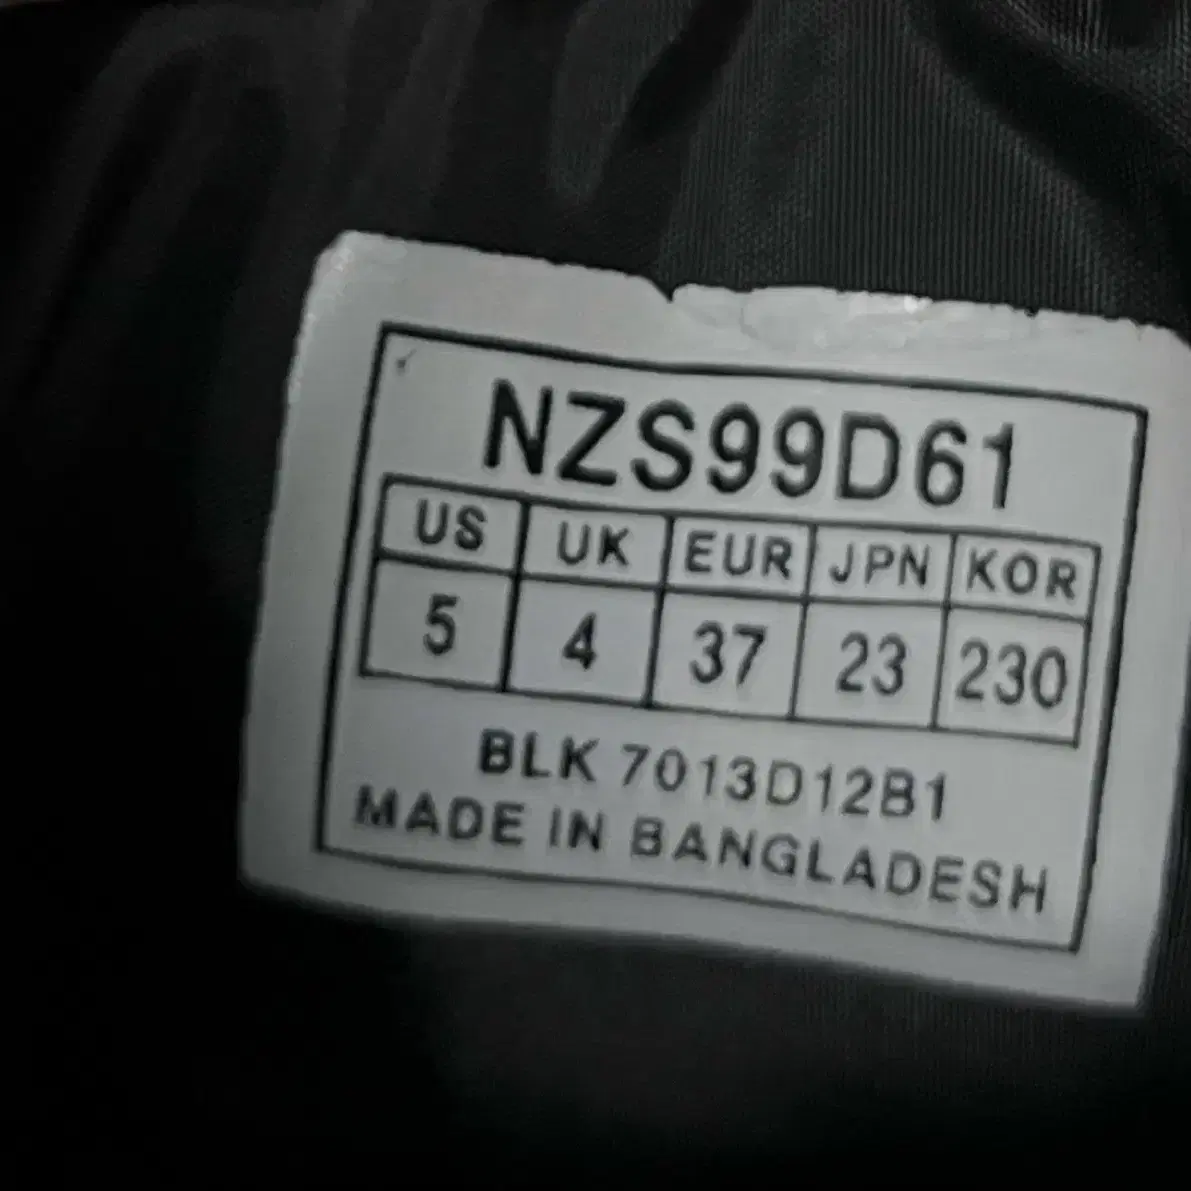 NZS99D61
US UK EUR JPN KOR
5 4 37 23 230
BLK 7013D12B1
MADE IN BANGLADESH